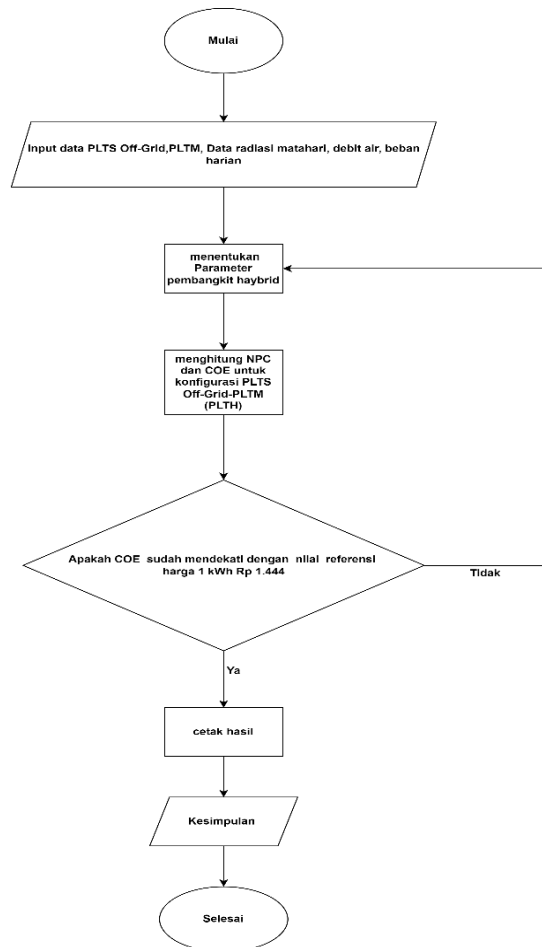 Mulai
Input data PLTS Off-Grid,PLTM, Data radiasi matahari, debit air, beban
harian
menentukan
Parameter
pembangkit haybrid
menghitung NPC
dan COE untuk
konfigurasi PLTS
Off-Grid-PLTM
(PLTH)
Apakah COE sudah mendekati dengan nilai referensi
harga 1 kWh Rp 1.444
Tidak
Ya
cetak hasil
Kesimpulan
Selesai